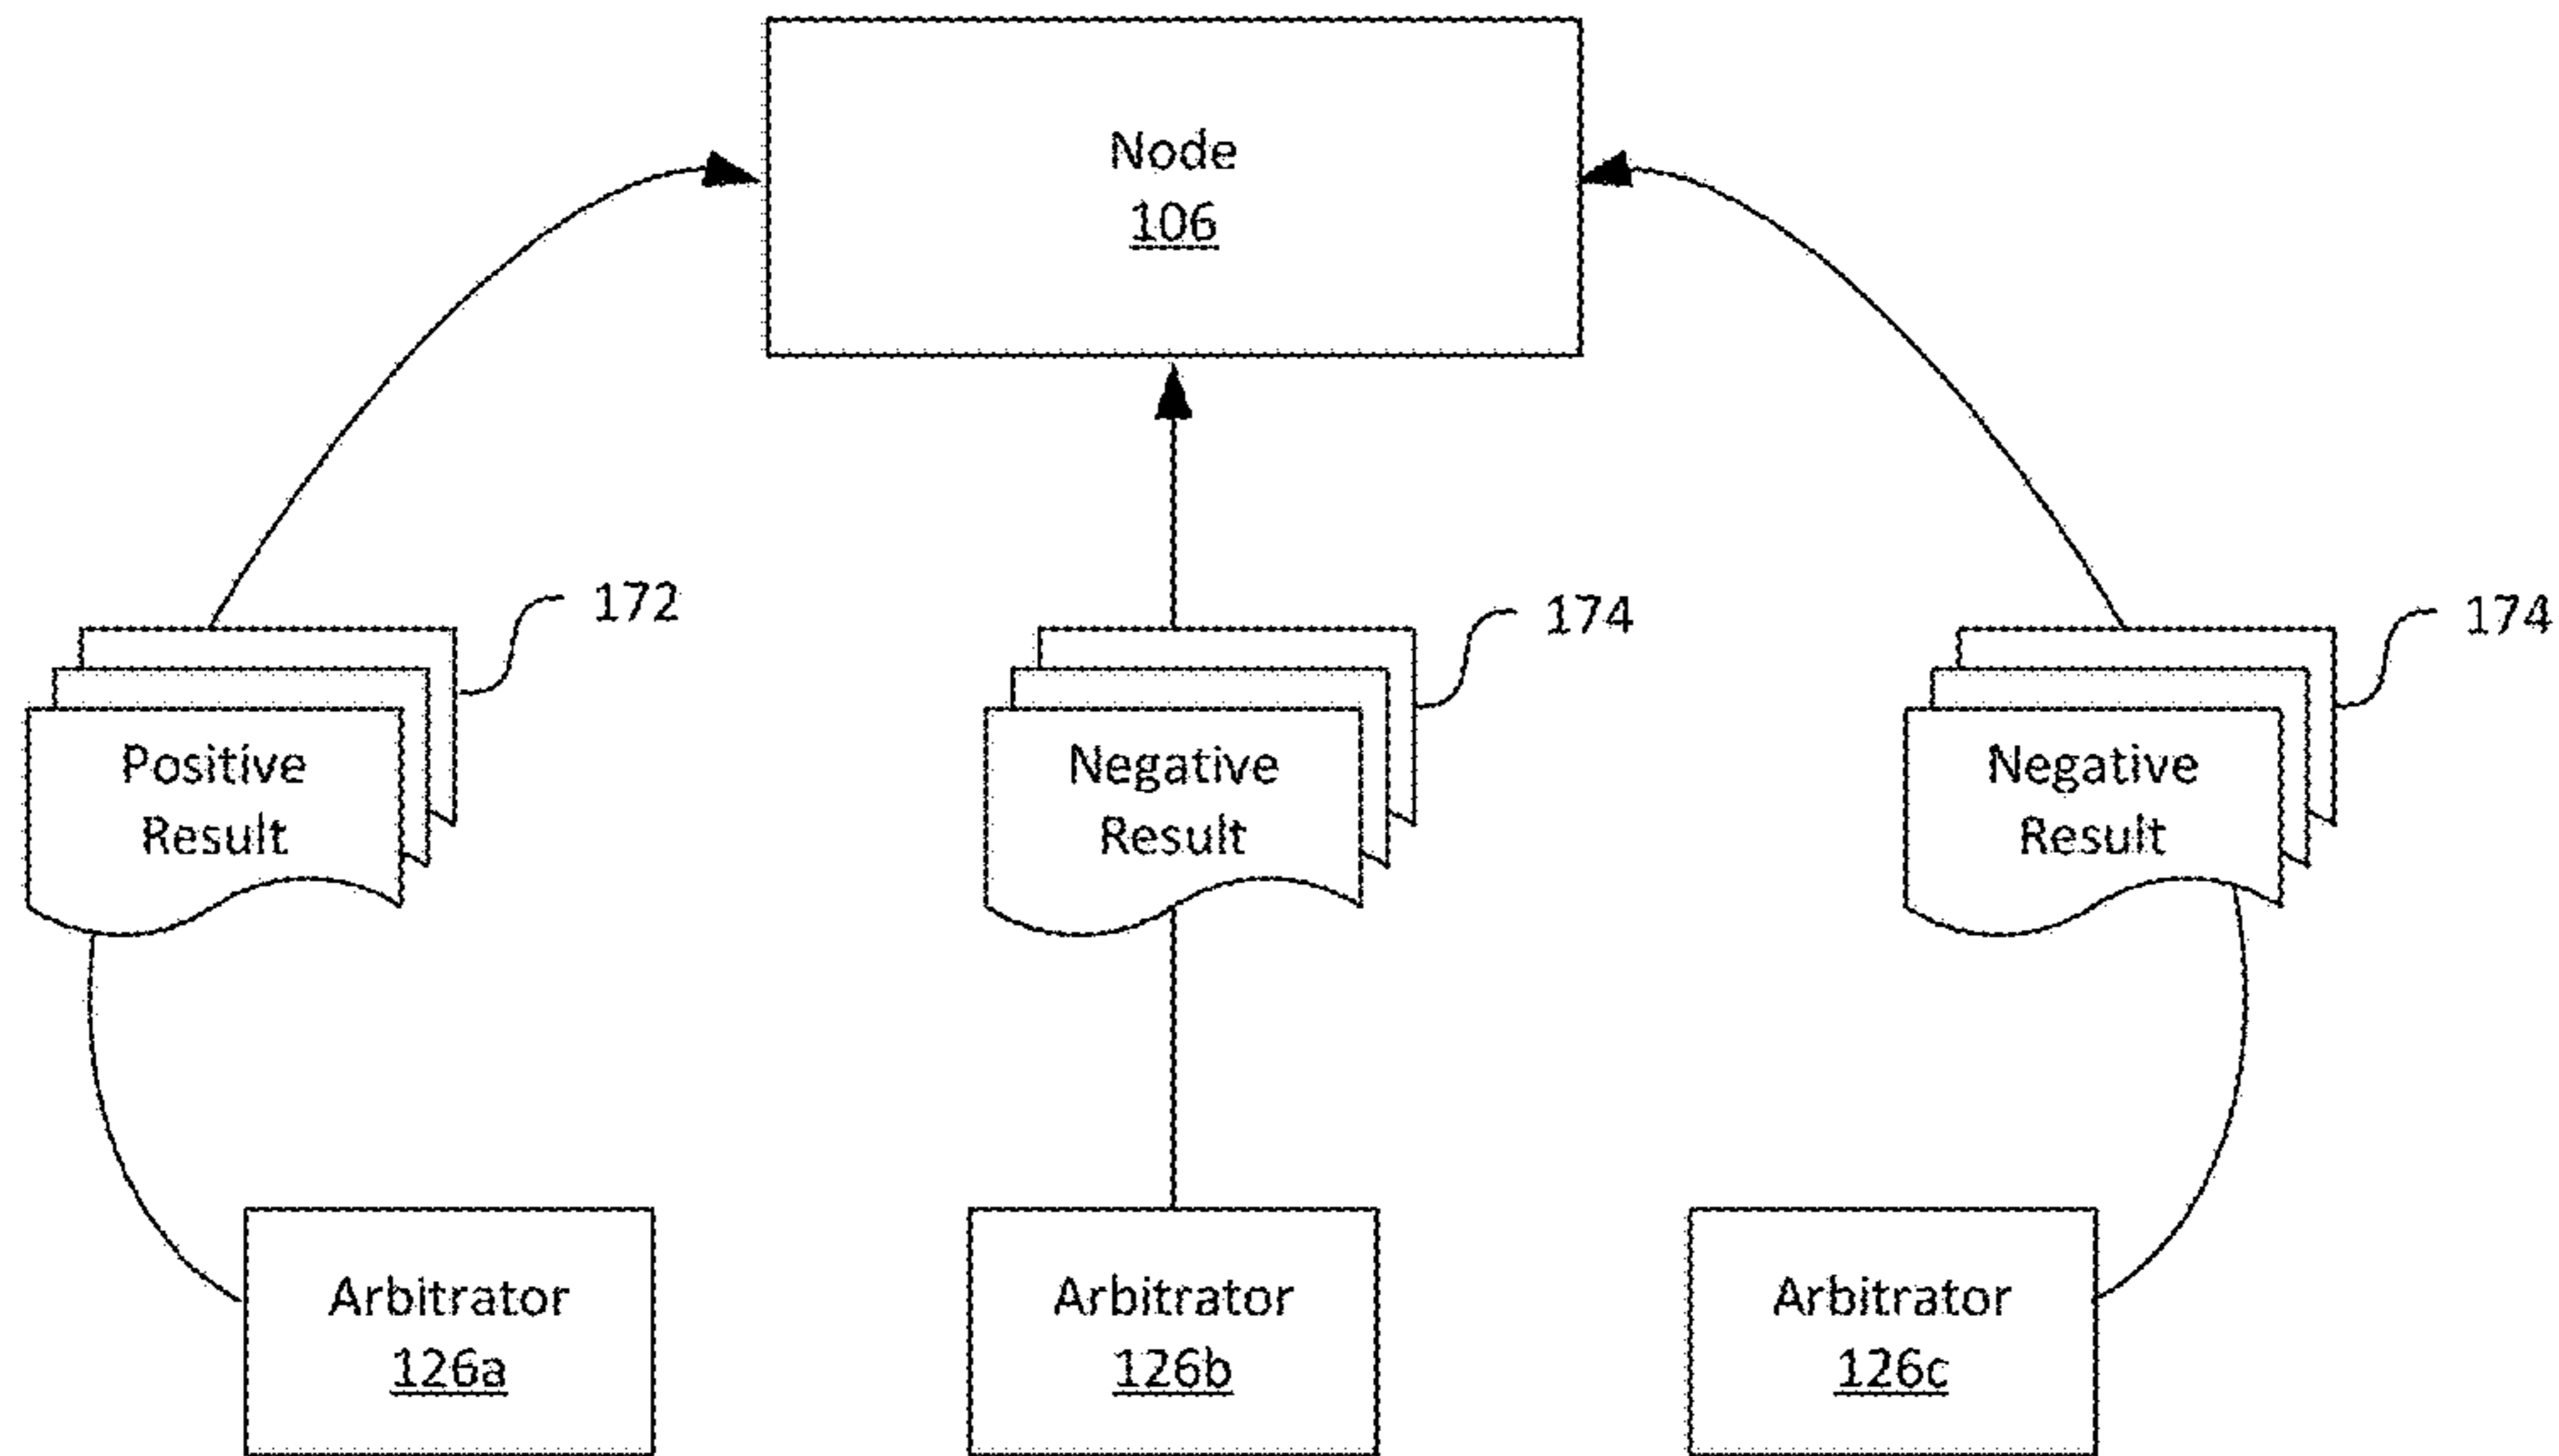 Node
106
172
174
174
Positive
Result
Negative
Result
Negative
Result
Arbitrator
126a
Arbitrator
126b
Arbitrator
126c